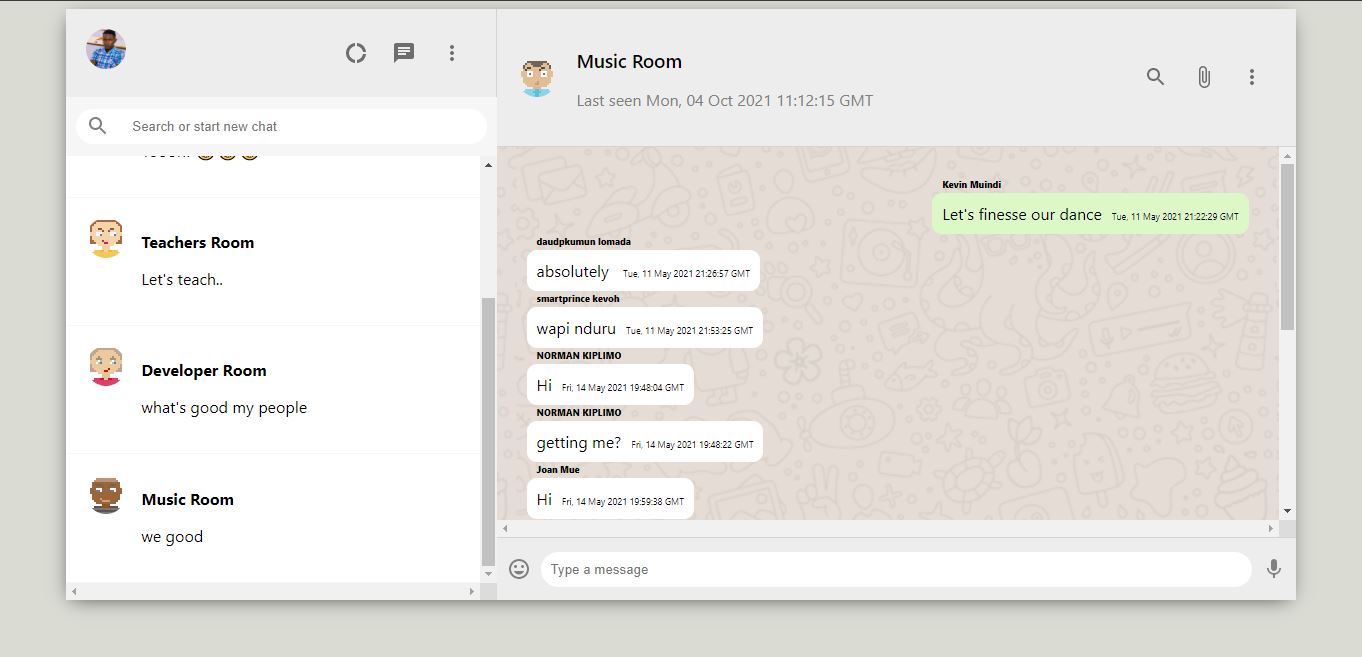 Search or start new chat
Teachers Room
Let's teach..
Developer Room
what's good my people
Music Room
we good
Music Room
Last seen Mon, 04 Oct 2021 11:12:15 GMT
Kevin Muindi
Let's finesse our dance Tue, 11 May 2021 21:22:29 GMT
daudpkumun lomada
absolutely Tue, 11 May 2021 21:26:57 GMT
smartprince kevoh
wapi nduru Tue, 11 May 2021 21:53:25 GMT
NORMAN KIPLIMO
Hi Fri, 14 May 2021 19:48:04 GMT
NORMAN KIPLIMO
getting me? Fri, 14 May 2021 19:48:22 GMT
Joan Mue
Hi Fri, 14 May 2021 19:59:38 GMT
Type a message